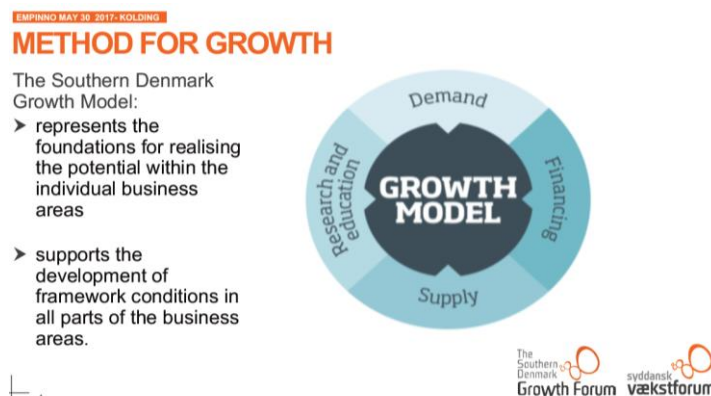 EMPINNO MAY 30 2017- KOLDING
METHOD FOR GROWTH
The Southern Denmark
Growth Model:
➤ represents the
foundations for realising
the potential within the
individual business
areas
➤ supports the
development of
framework conditions in
all parts of the business
areas.
Demand
Financing
Supply
Research and
education
GROWTH
MODEL
The
Southern
Denmark
Growth Forum
syddansk
vækstforum